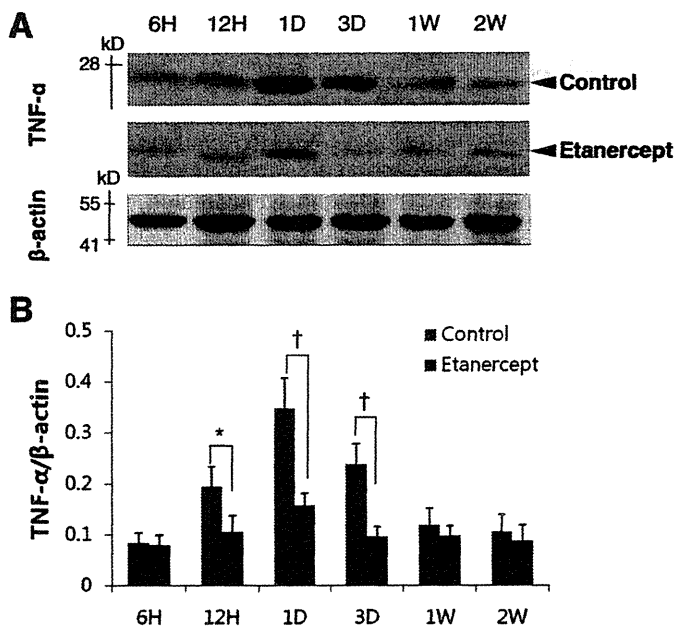 A
6H 12H 1D 3D 1W 2W
kD
28
TNF-α
Control
Etanercept
kD
55
β-actin
41
B
0.5
0.4
0.3
0.2
0.1
0
TNF-α/β-actin
Control
Etanercept
*
†
†
6H 12H 1D 3D 1W 2W